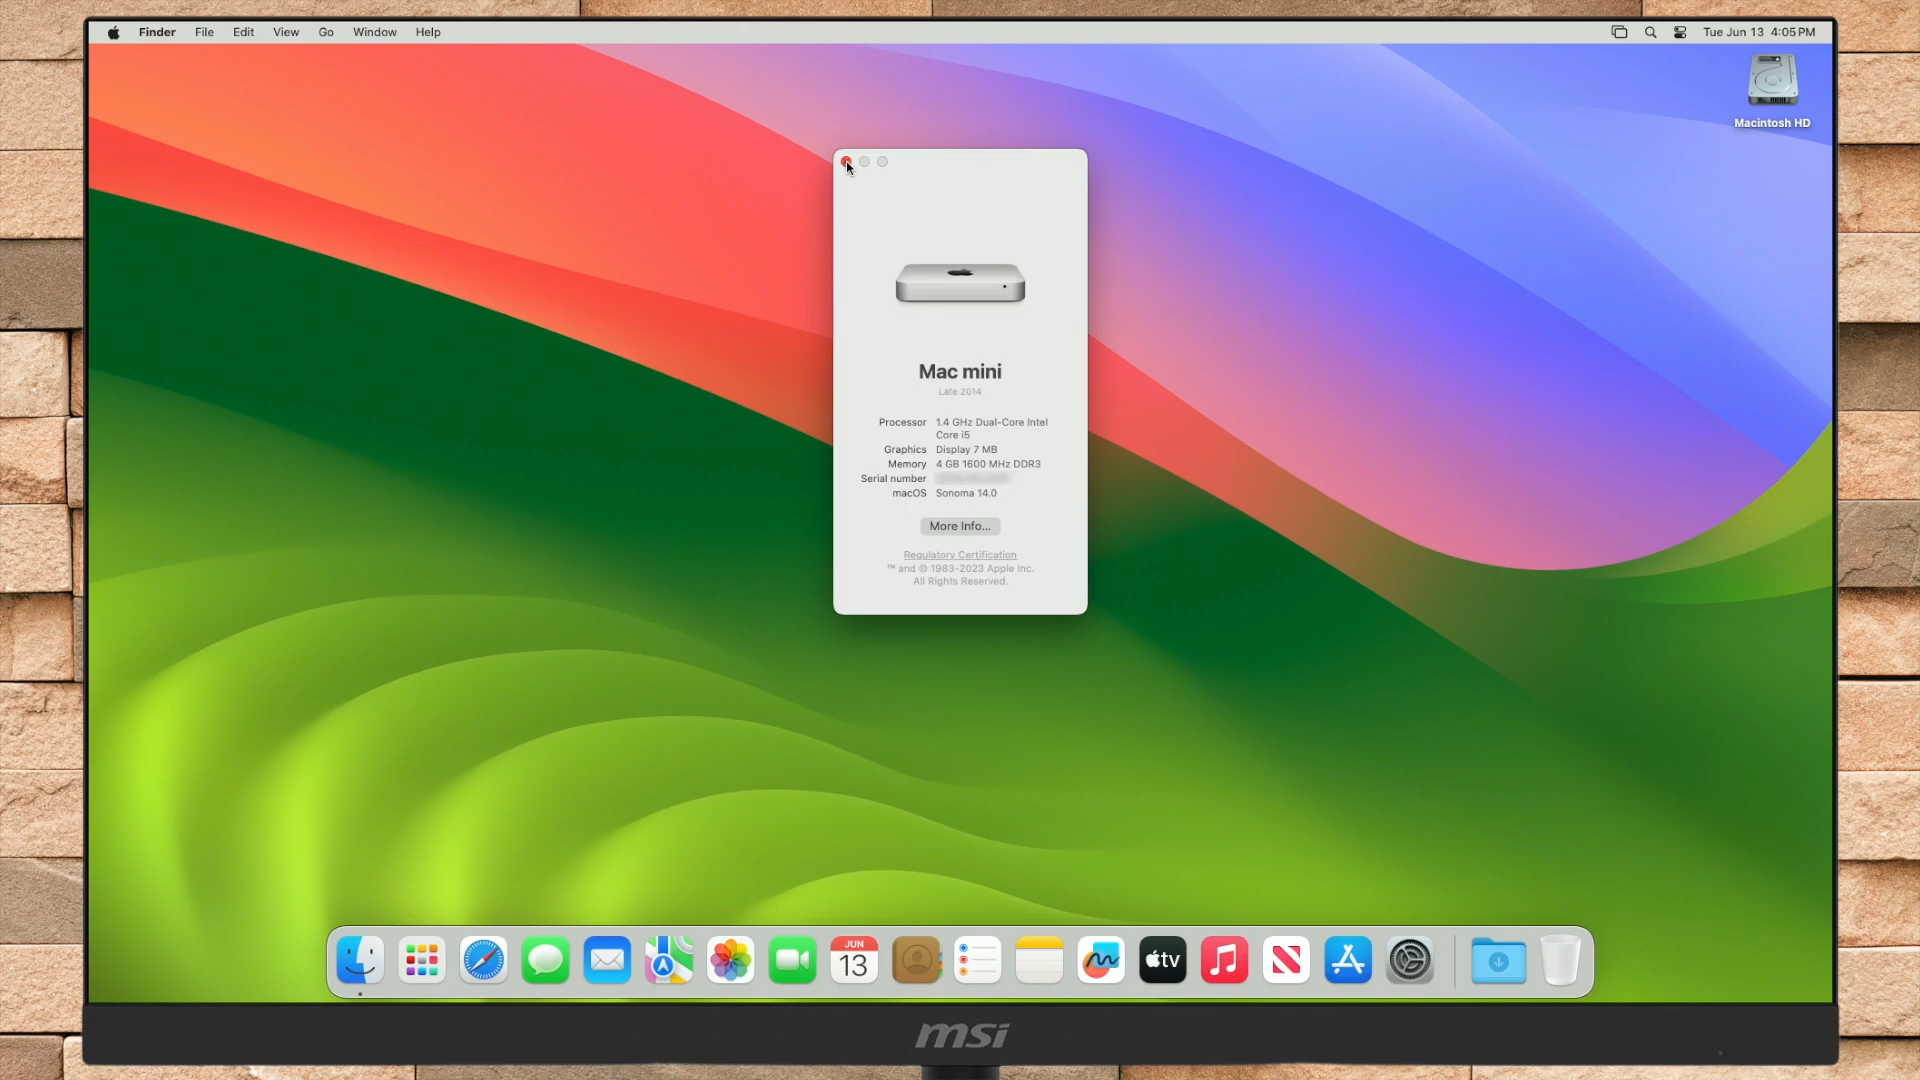 Finder File Edit View Go Window Help Tue Jun 13 4:05 PM
Macintosh HD
Mac mini
Late 2014
Processor 1.4 GHz Dual-Core Intel
Core i5
Graphics Display 7 MB
Memory 4 GB 1600 MHz DDR3
Serial number
macOS Sonoma 14.0
More Info...
Regulatory Certification
™ and © 1983-2023 Apple Inc.
All Rights Reserved.
JUN
13
tv
msi